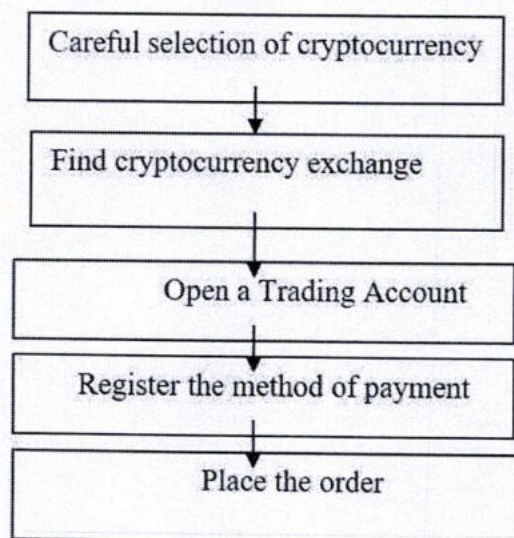 Careful selection of cryptocurrency
Find cryptocurrency exchange
Open a Trading Account
Register the method of payment
Place the order